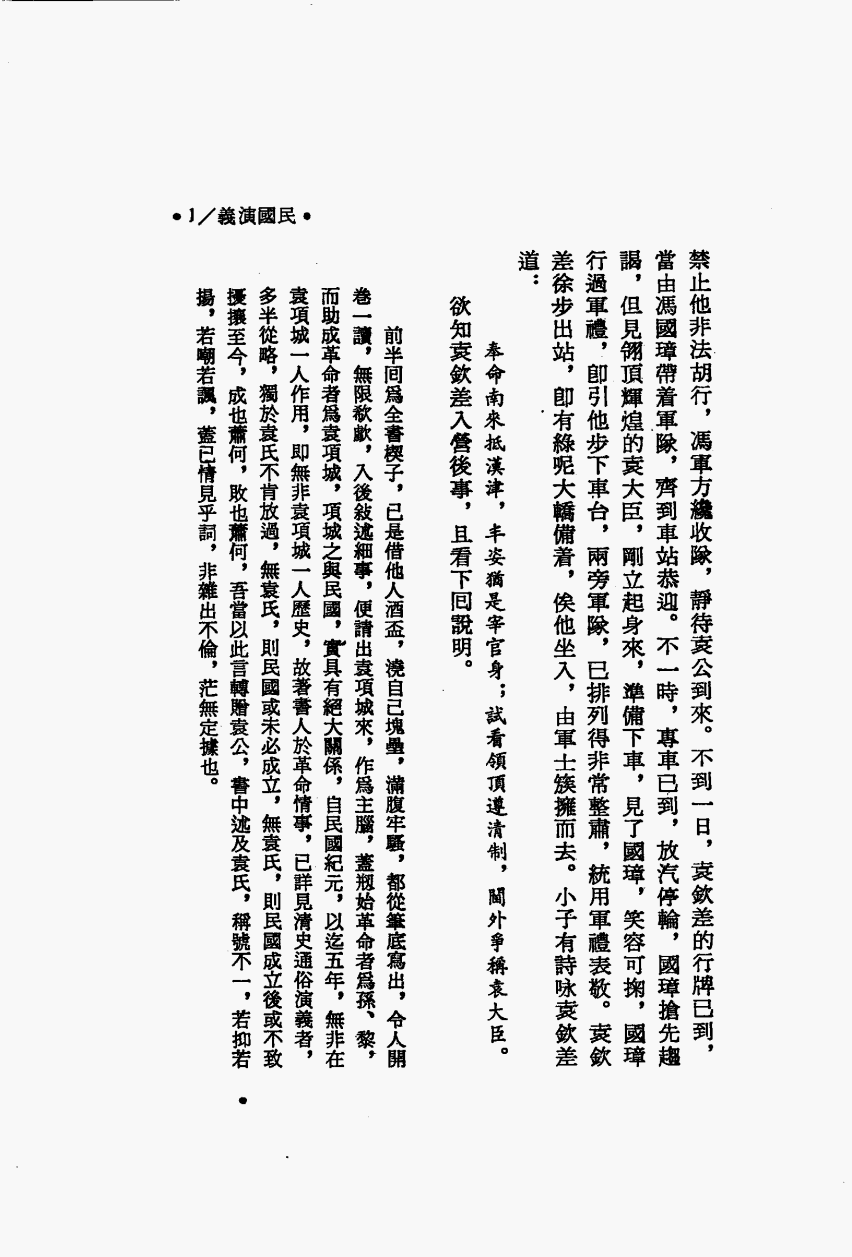 •民國演義／1•
禁止他非法胡行，馮軍方纔收隊，靜待袁公到來。不到一日，袁欽差的行牌已到，
當由馮國璋帶着軍隊，齊到車站恭迎。不一時，專車已到，放汽停輪，國璋搶先趨
謁，但見翎頂輝煌的袁大臣，剛立起身來，準備下車，見了國璋，笑容可掬，國璋
行過軍禮，卽引他步下車台，兩旁軍隊，已排列得非常整肅，統用軍禮表敬。袁欽
差徐步出站，卽有綠呢大轎備着，俟他坐入，由軍士簇擁而去。小子有詩咏袁欽差
道：
奉命南來抵漢津，丰姿猶是宰官身；試看領頂遵清制，閫外爭稱袁大臣。
欲知袁欽差入營後事，且看下回說明。
前半回爲全書楔子，已是借他人酒盃，澆自己塊壘，滿腹牢騷，都從筆底寫出，令人開
卷一讀，無限欷歔，入後敍述細事，便請出袁項城來，作爲主腦，蓋剏始革命者爲孫、黎，
而助成革命者爲袁項城，項城之與民國，實具有絕大關係，自民國紀元，以迄五年，無非在
袁項城一人作用，即無非袁項城一人歷史，故著書人於革命情事，已詳見清史通俗演義者，
多半從略，獨於袁氏不肯放過，無袁氏，則民國或未必成立，無袁氏，則民國成立後或不致
擾攘至今，成也蕭何，敗也蕭何，吾當以此言轉贈袁公，書中述及袁氏，稱號不一，若抑若
揚，若嘲若諷，蓋已情見乎詞，非雜出不倫，茫無定據也。